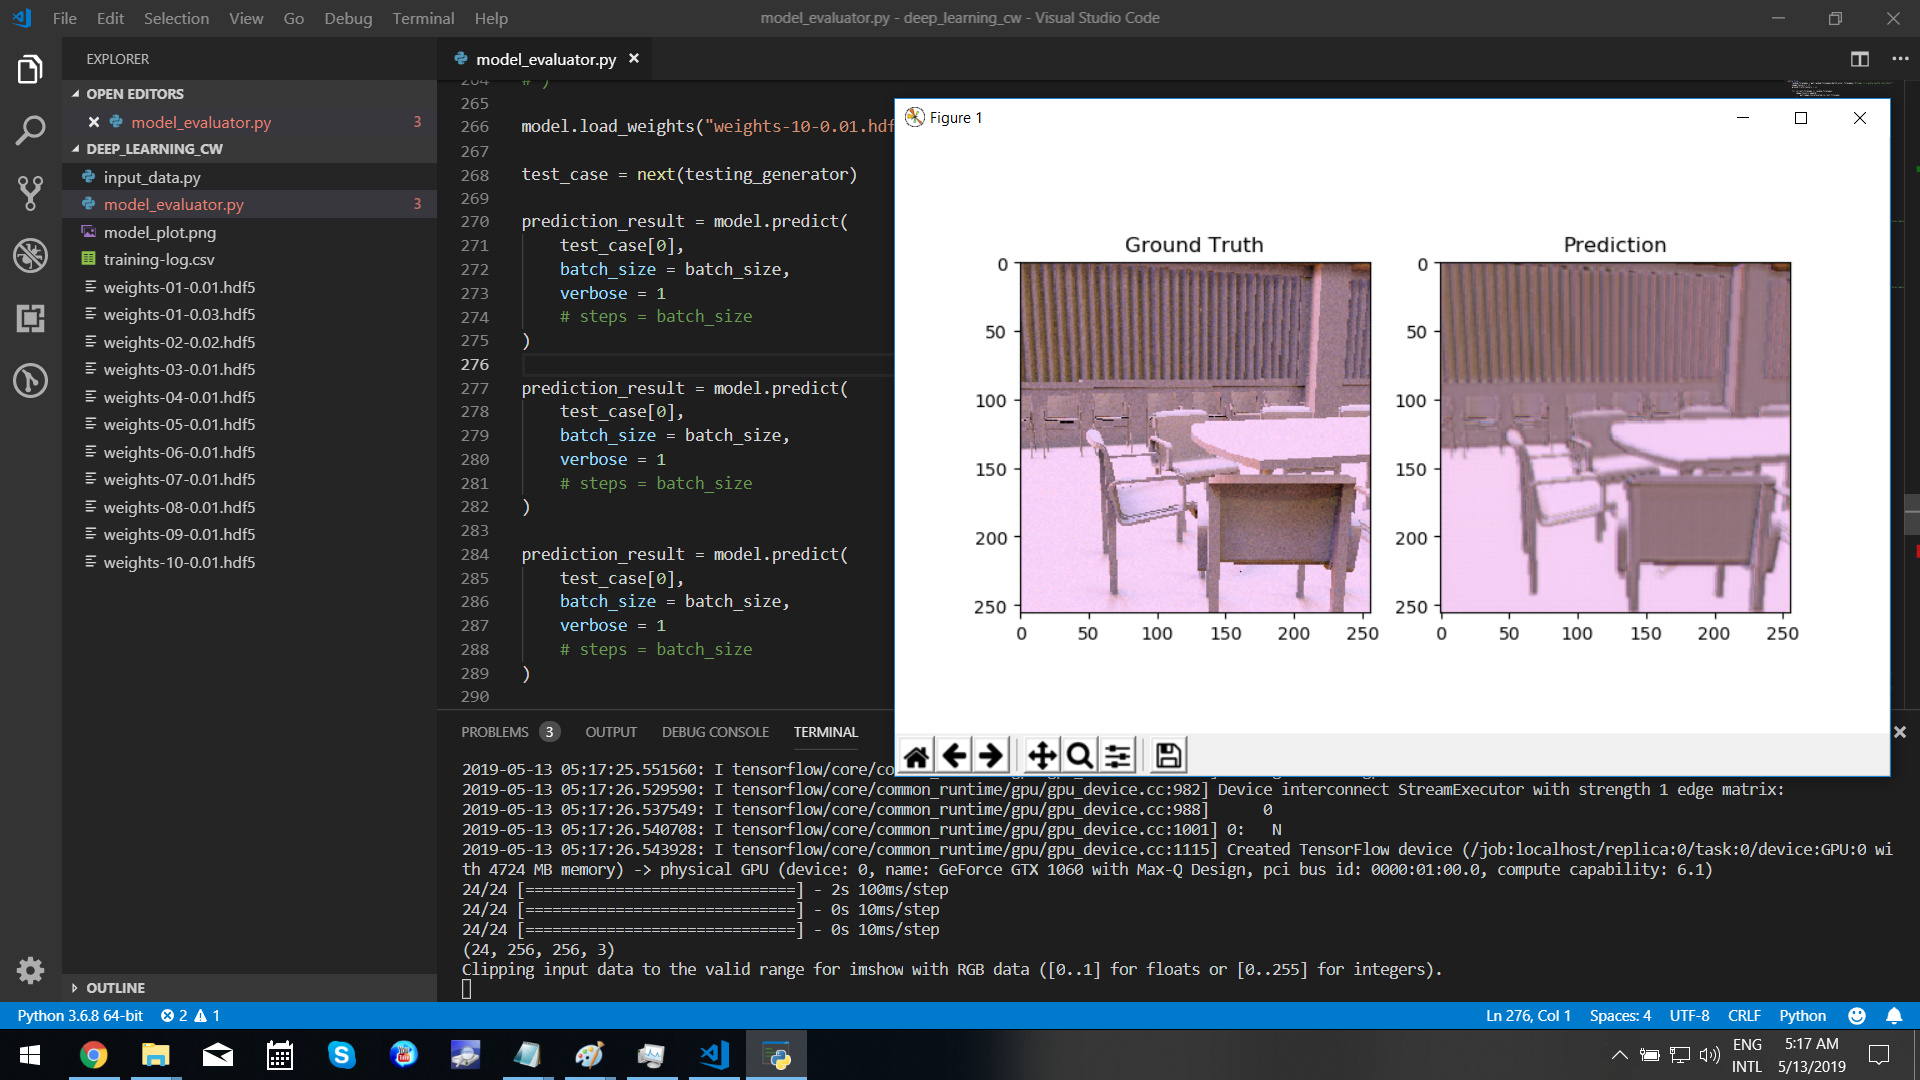 File Edit Selection View Go Debug Terminal Help
model_evaluator.py - deep_learning_cw - Visual Studio Code
EXPLORER
OPEN EDITORS
model_evaluator.py 3
DEEP_LEARNING_CW
input_data.py
model_evaluator.py 3
model_plot.png
training-log.csv
weights-01-0.01.hdf5
weights-01-0.03.hdf5
weights-02-0.02.hdf5
weights-03-0.01.hdf5
weights-04-0.01.hdf5
weights-05-0.01.hdf5
weights-06-0.01.hdf5
weights-07-0.01.hdf5
weights-08-0.01.hdf5
weights-09-0.01.hdf5
weights-10-0.01.hdf5
OUTLINE
model_evaluator.py
264 # )
265
266 model.load_weights("weights-10-0.01.hdf
267
268 test_case = next(testing_generator)
269
270 prediction_result = model.predict(
271 test_case[0],
272 batch_size = batch_size,
273 verbose = 1
274 # steps = batch_size
275 )
276
277 prediction_result = model.predict(
278 test_case[0],
279 batch_size = batch_size,
280 verbose = 1
281 # steps = batch_size
282 )
283
284 prediction_result = model.predict(
285 test_case[0],
286 batch_size = batch_size,
287 verbose = 1
288 # steps = batch_size
289 )
290
Figure 1
Ground Truth
0
50
100
150
200
250
0 50 100 150 200 250
Prediction
0
50
100
150
200
250
0 50 100 150 200 250
PROBLEMS 3 OUTPUT DEBUG CONSOLE TERMINAL
2019-05-13 05:17:25.551560: I tensorflow/core/co
2019-05-13 05:17:26.529590: I tensorflow/core/common_runtime/gpu/gpu_device.cc:982] Device interconnect StreamExecutor with strength 1 edge matrix:
2019-05-13 05:17:26.537549: I tensorflow/core/common_runtime/gpu/gpu_device.cc:988] 0
2019-05-13 05:17:26.540708: I tensorflow/core/common_runtime/gpu/gpu_device.cc:1001] 0: N
2019-05-13 05:17:26.543928: I tensorflow/core/common_runtime/gpu/gpu_device.cc:1115] Created TensorFlow device (/job:localhost/replica:0/task:0/device:GPU:0 wi
th 4724 MB memory) -> physical GPU (device: 0, name: GeForce GTX 1060 with Max-Q Design, pci bus id: 0000:01:00.0, compute capability: 6.1)
24/24 [==============================] - 2s 100ms/step
24/24 [==============================] - 0s 10ms/step
24/24 [==============================] - 0s 10ms/step
(24, 256, 256, 3)
Clipping input data to the valid range for imshow with RGB data ([0..1] for floats or [0..255] for integers).
Python 3.6.8 64-bit 2 1
Ln 276, Col 1 Spaces: 4 UTF-8 CRLF Python
ENG
INTL
5:17 AM
5/13/2019